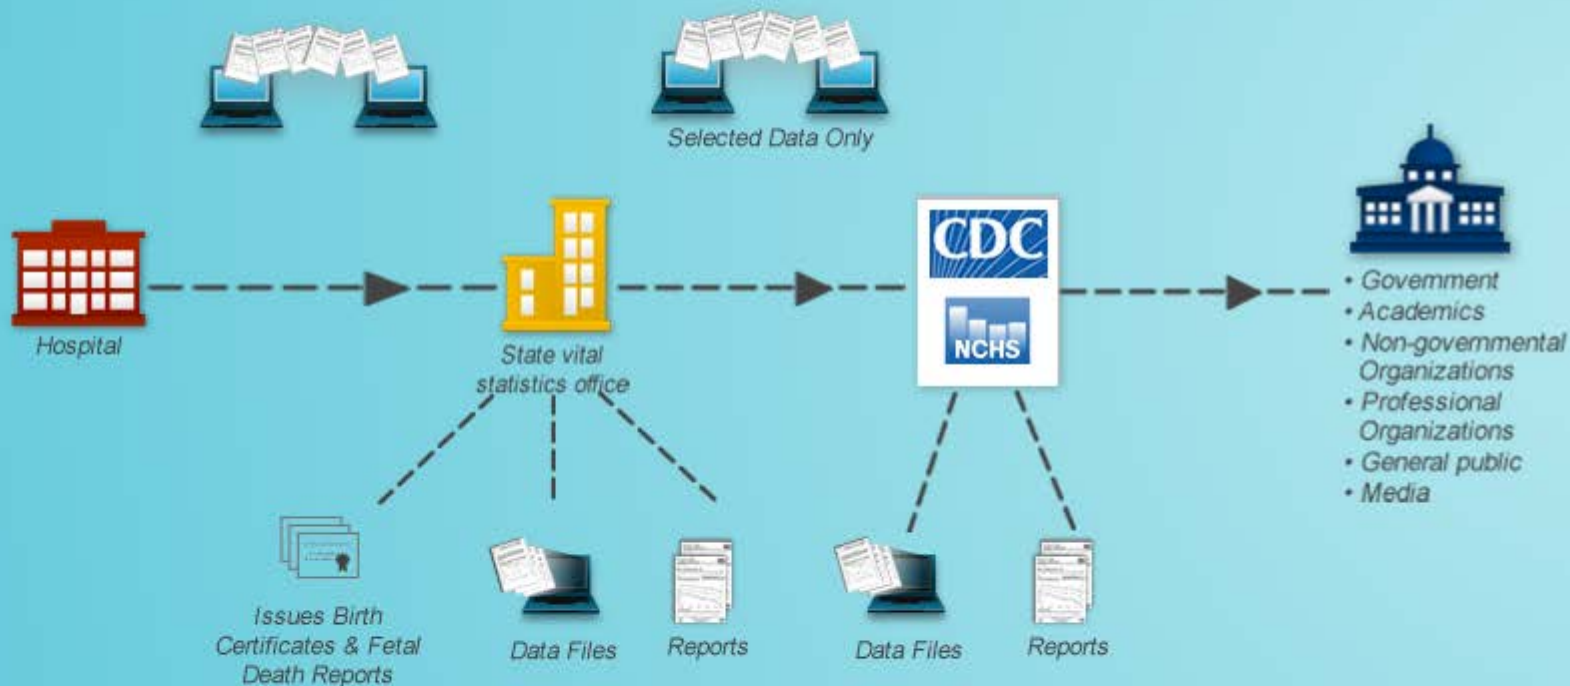 Selected Data Only
Hospital
State vital
statistics office
CDC
NCHS
• Government
• Academics
• Non-governmental
Organizations
• Professional
Organizations
• General public
• Media
Issues Birth
Certificates & Fetal
Death Reports
Data Files
Reports
Data Files
Reports